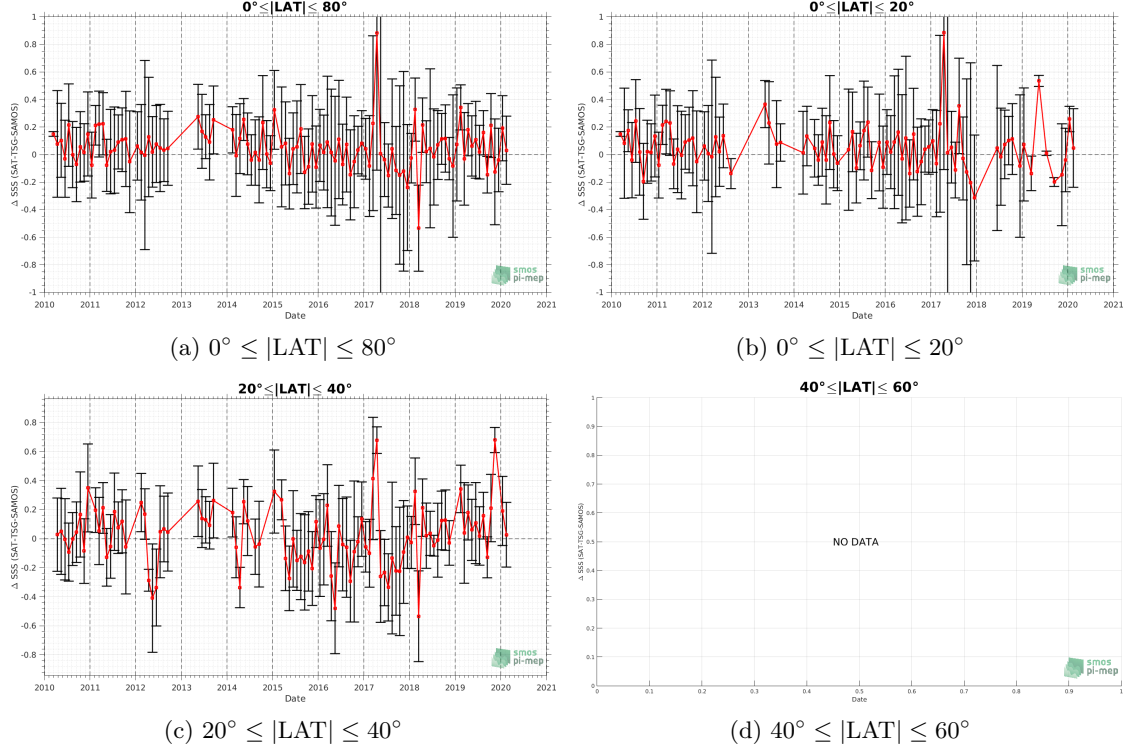 0°≤|LAT|≤ 80°
Δ SSS (SAT-TSG-SAMOS)
1
0.8
0.6
0.4
0.2
0
-0.2
-0.4
-0.6
-0.8
-1
2010 2011 2012 2013 2014 2015 2016 2017 2018 2019 2020 2021
Date
smos
pi-mep
(a) 0° ≤ |LAT| ≤ 80°
0°≤|LAT|≤ 20°
Δ SSS (SAT-TSG-SAMOS)
1
0.8
0.6
0.4
0.2
0
-0.2
-0.4
-0.6
-0.8
-1
2010 2011 2012 2013 2014 2015 2016 2017 2018 2019 2020 2021
Date
smos
pi-mep
(b) 0° ≤ |LAT| ≤ 20°
20°≤|LAT|≤ 40°
Δ SSS (SAT-TSG-SAMOS)
0.8
0.6
0.4
0.2
0
-0.2
-0.4
-0.6
-0.8
2010 2011 2012 2013 2014 2015 2016 2017 2018 2019 2020 2021
Date
smos
pi-mep
(c) 20° ≤ |LAT| ≤ 40°
40°≤|LAT|≤ 60°
Δ SSS (SAT-TSG-SAMOS)
1
0.9
0.8
0.7
0.6
0.5
0.4
0.3
0.2
0.1
0
NO DATA
0 0.1 0.2 0.3 0.4 0.5 0.6 0.7 0.8 0.9 1
Date
smos
pi-mep
(d) 40° ≤ |LAT| ≤ 60°